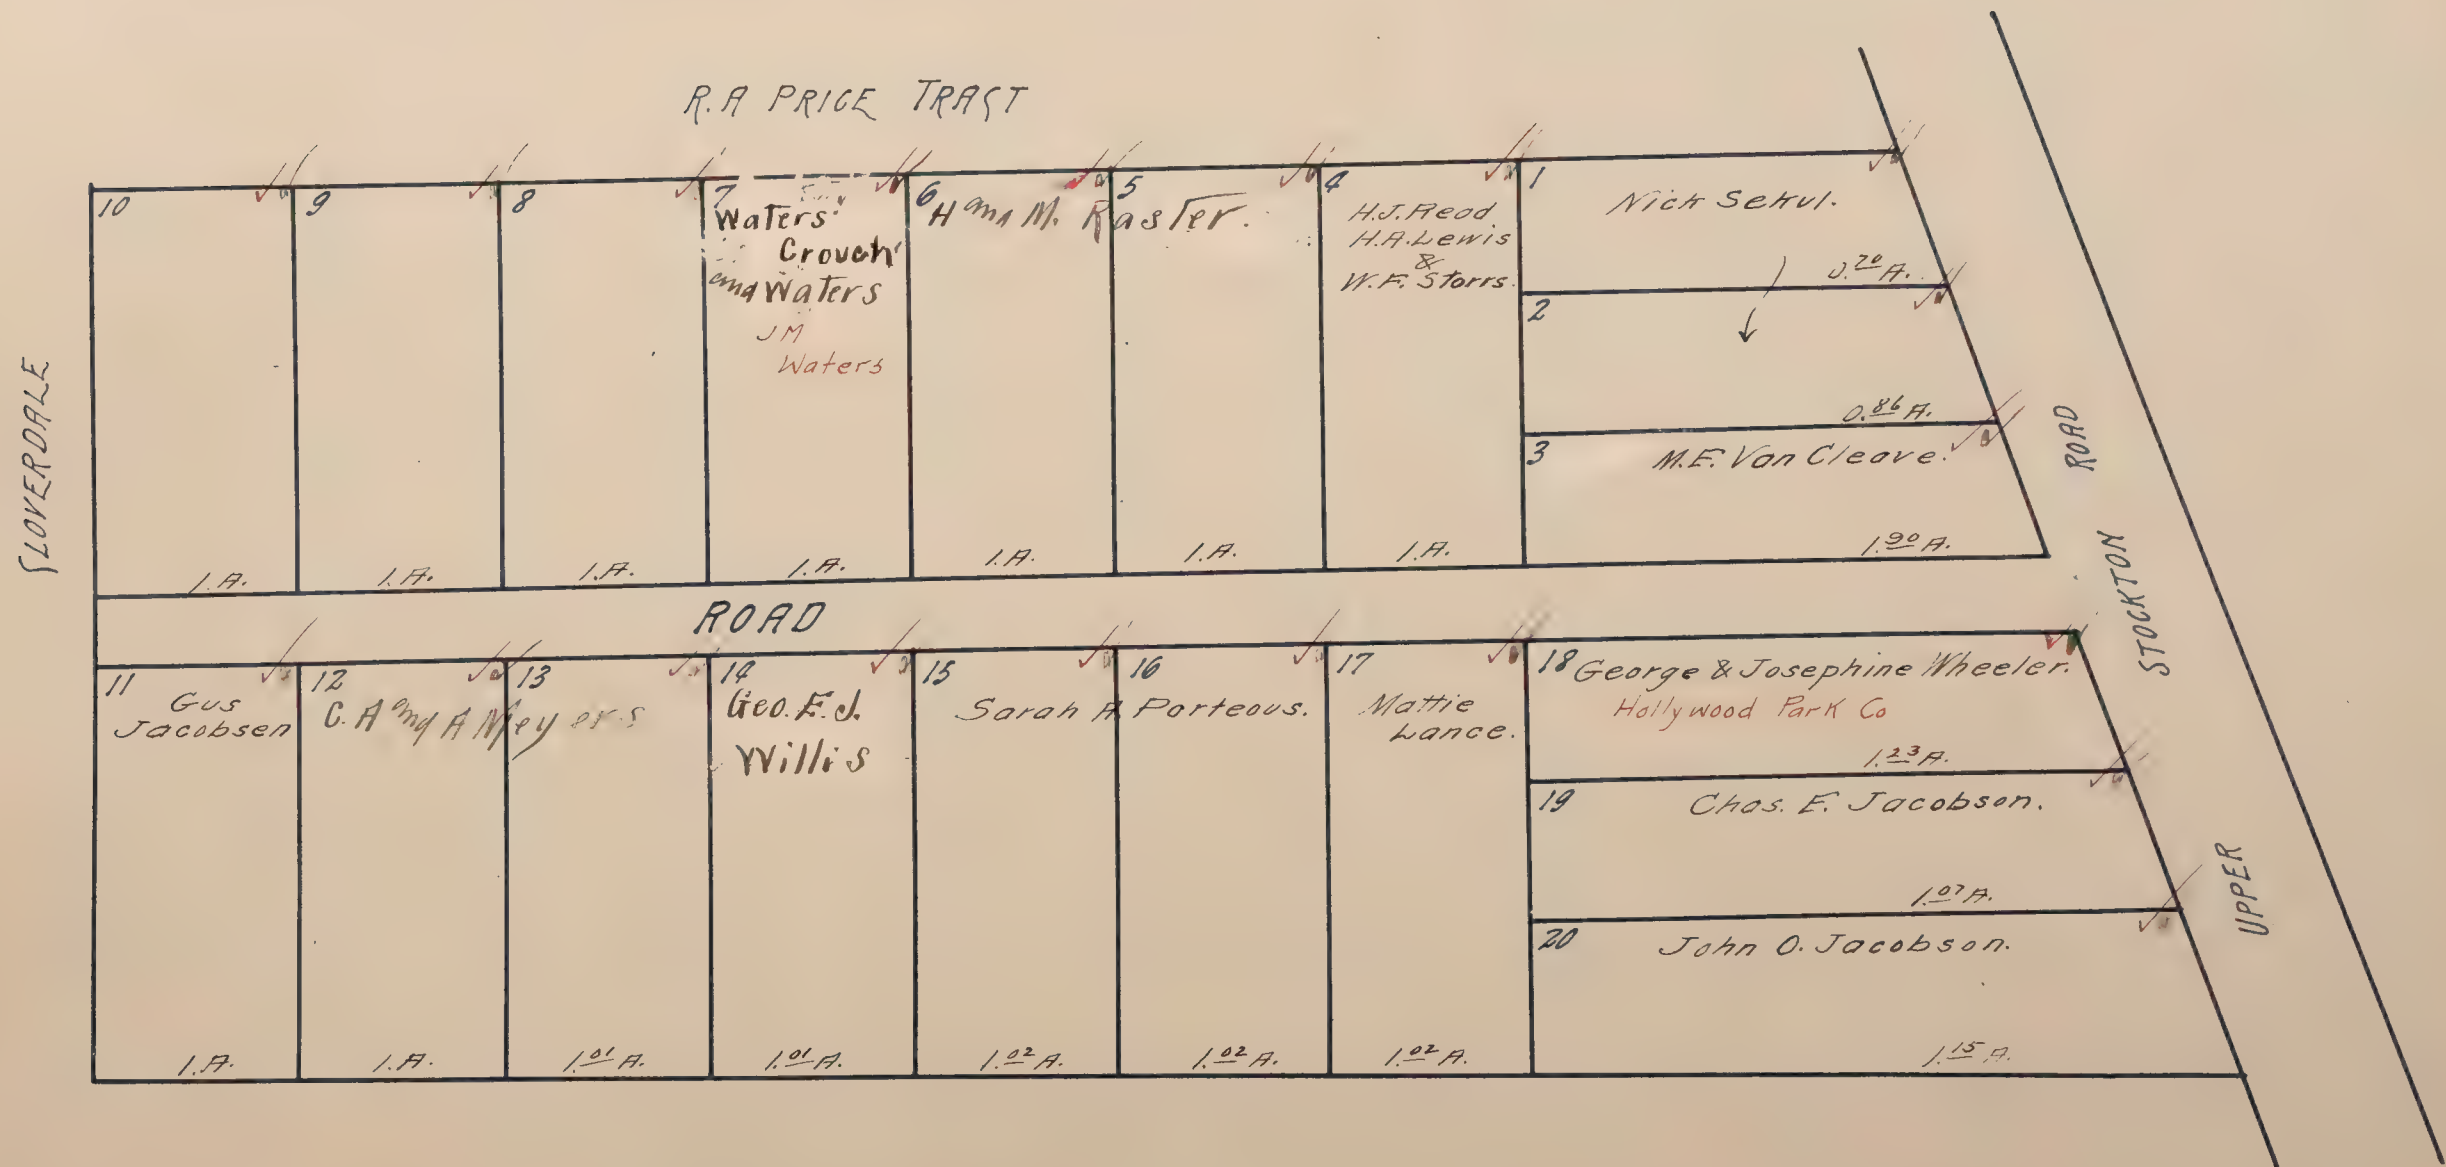 R.A PRICE TRACT
10
9
8
7
Waters
Crouch
and Waters
J M
Waters
6
H and M. Raster.
5
4
H.J. Read
H.A. Lewis
&
W.F. Storrs.
1
Nick Sekul.
0.70 A.
2
0.86 A.
3
M.E. Van Cleave.
1.90 A.
1.A.
1.A.
1.A.
1.A.
1.A.
1.A.
1.A.
CLOVERDALE
ROAD
ROAD
STOCKTON
UPPER
11
Gus
Jacobsen
12
C. A and A Meyers
13
14
Geo. E.J.
Willis
15
Sarah A Porteous.
16
17
Mattie
Lance.
18
George & Josephine Wheeler.
Hollywood Park Co
1.23 A.
19
Chas. E. Jacobson.
1.07 A.
20
John O. Jacobson.
1.15 A.
1.A.
1.A.
1.01 A.
1.01 A.
1.02 A.
1.02 A.
1.02 A.